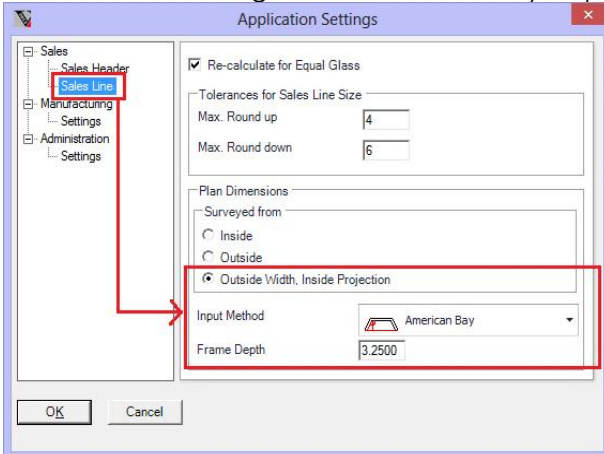 Application Settings
Sales
Sales Header
Sales Line
Manufacturing
Settings
Administration
Settings
Re-calculate for Equal Glass
Tolerances for Sales Line Size
Max. Round up 4
Max. Round down 6
Plan Dimensions
Surveyed from
Inside
Outside
Outside Width, Inside Projection
Input Method American Bay
Frame Depth 3.2500
OK Cancel